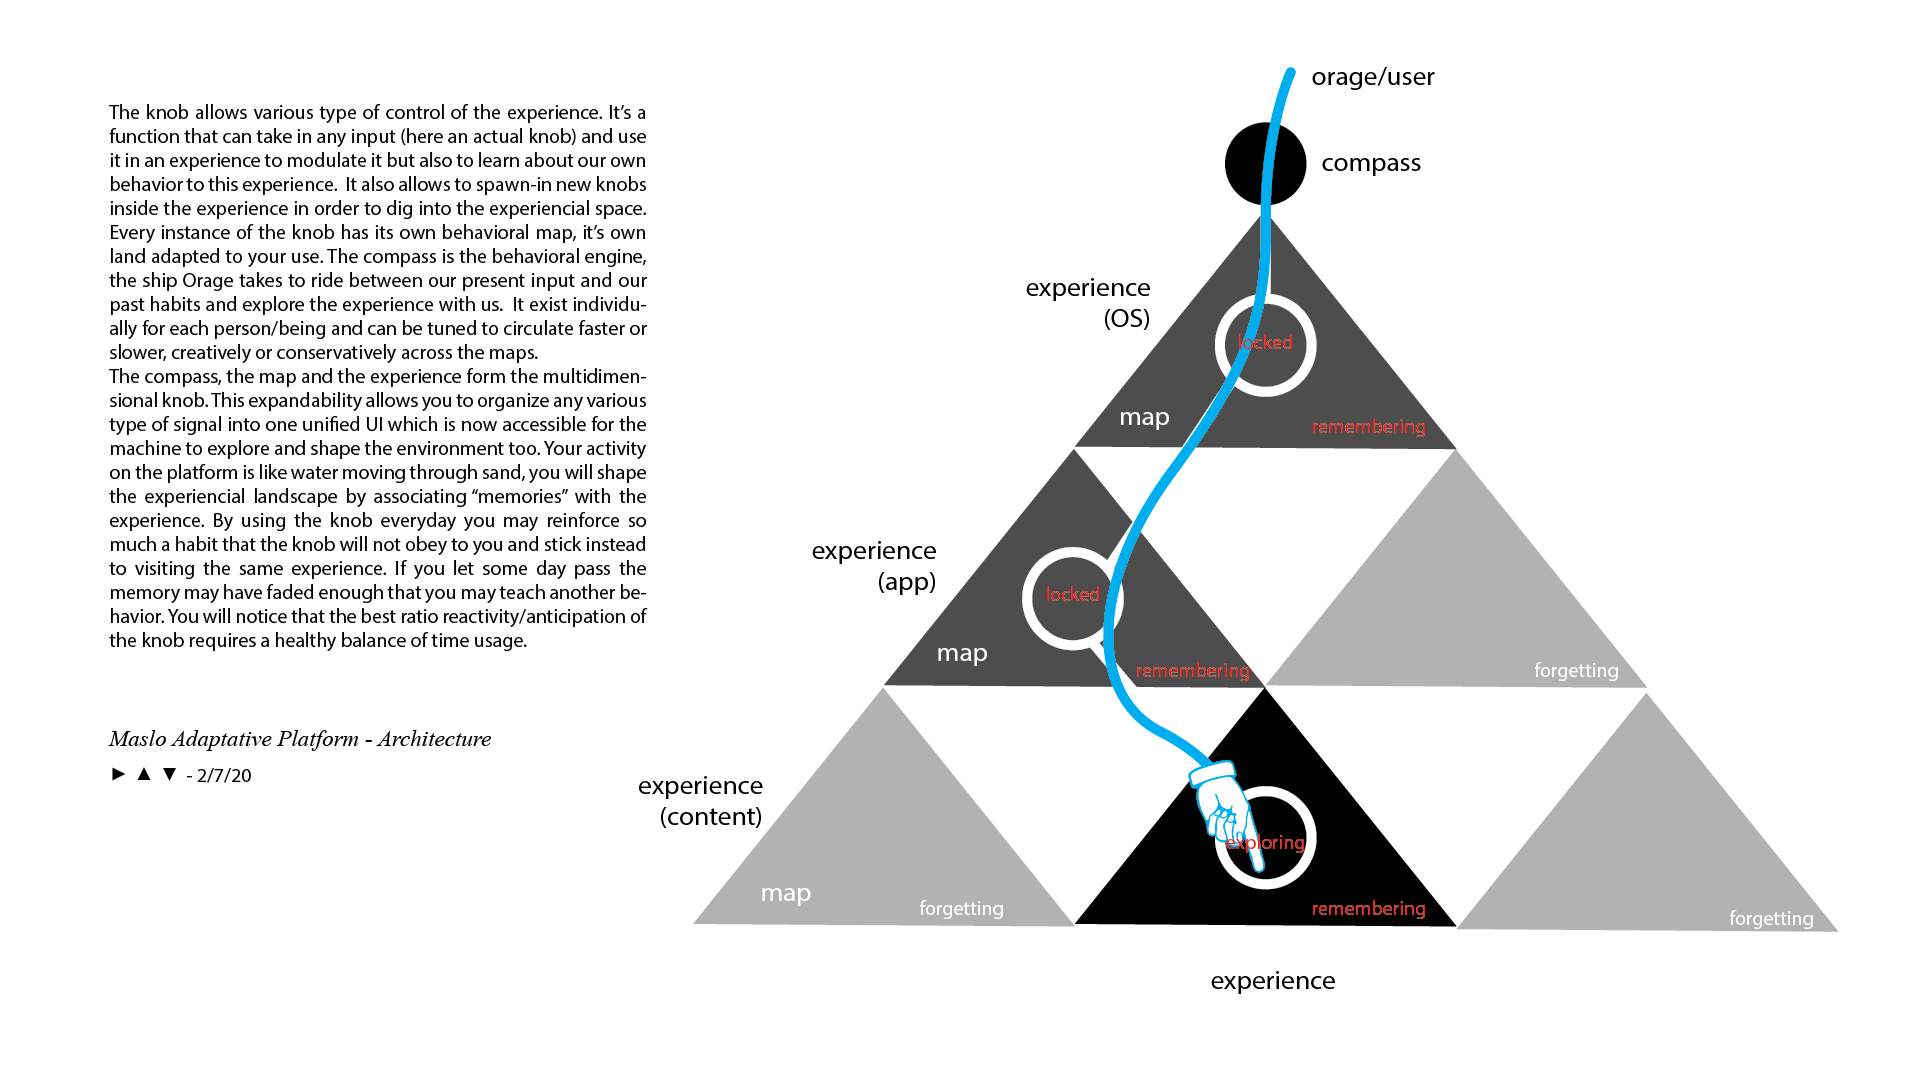 The knob allows various type of control of the experience. It’s a
function that can take in any input (here an actual knob) and use
it in an experience to modulate it but also to learn about our own
behavior to this experience.  It also allows to spawn-in new knobs
inside the experience in order to dig into the experiencial space.
Every instance of the knob has its own behavioral map, it’s own
land adapted to your use. The compass is the behavioral engine,
the ship Orage takes to ride between our present input and our
past habits and explore the experience with us.  It exist individu-
ally for each person/being and can be tuned to circulate faster or
slower, creatively or conservatively across the maps.
The compass, the map and the experience form the multidimen-
sional knob. This expandability allows you to organize any various
type of signal into one unified UI which is now accessible for the
machine to explore and shape the environment too. Your activity
on the platform is like water moving through sand, you will shape
the experiencial landscape by associating “memories” with the
experience. By using the knob everyday you may reinforce so
much a habit that the knob will not obey to you and stick instead
to visiting the same experience. If you let some day pass the
memory may have faded enough that you may teach another be-
havior. You will notice that the best ratio reactivity/anticipation of
the knob requires a healthy balance of time usage.
Maslo Adaptative Platform - Architecture
► ▲ ▼ - 2/7/20
orage/user
compass
experience
(OS)
locked
map
remembering
experience
(app)
locked
map
remembering
forgetting
experience
(content)
exploring
map
forgetting
remembering
forgetting
experience